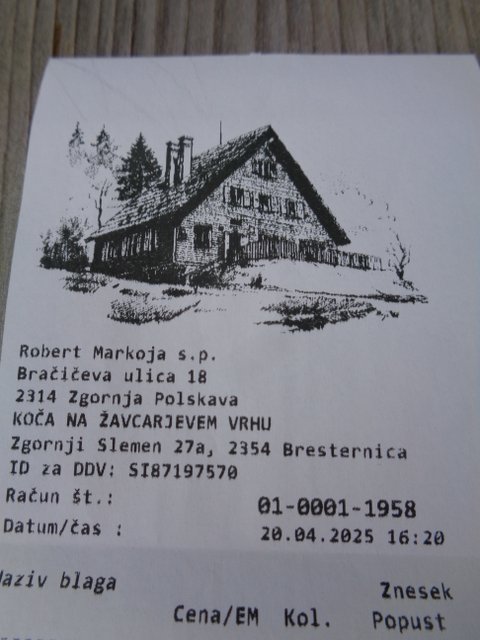 Robert Markoja s.p.
Bračičeva ulica 18
2314 Zgornja Polskava
KOČA NA ŽAVCARJEVEM VRHU
Zgornji Slemen 27a, 2354 Bresternica
ID za DDV: SI87197570
Račun št.: 01-0001-1958
Datum/čas : 20.04.2025 16:20
Naziv blaga Znesek
Cena/EM Kol. Popust